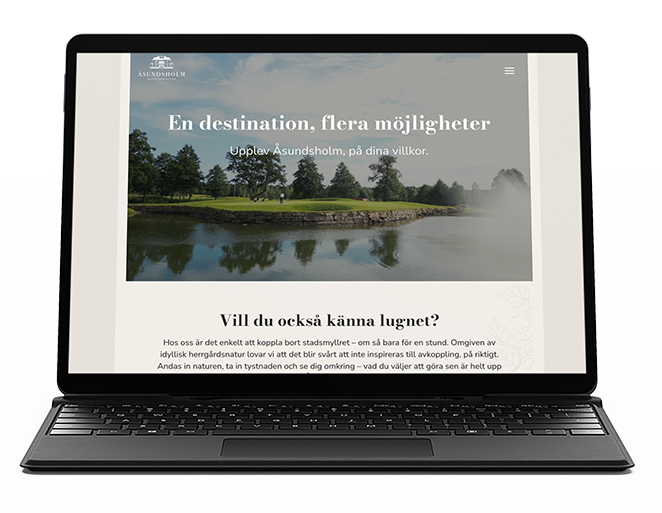 ÅSUNDSHOLM
En destination, flera möjligheter
Upplev Åsundsholm, på dina villkor.
Vill du också känna lugnet?
Hos oss är det enkelt att koppla bort stadsmyllret – om så bara för en stund. Omgiven av
idyllisk herrgårdsnatur lovar vi att det blir svårt att inte inspireras till avkoppling, på riktigt.
Andas in naturen, ta in tystnaden och se dig omkring – vad du väljer att göra sen är helt upp